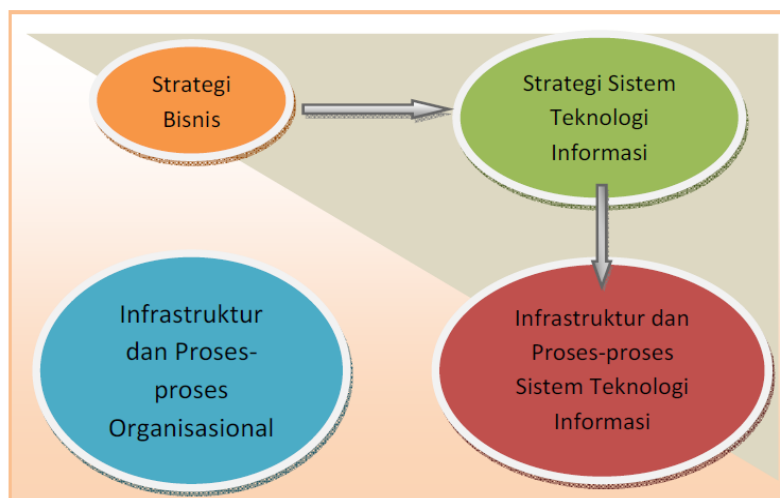 Strategi
Bisnis
Strategi Sistem
Teknologi
Informasi
Infrastruktur
dan Proses-
proses
Organisasional
Infrastruktur dan
Proses-proses
Sistem Teknologi
Informasi